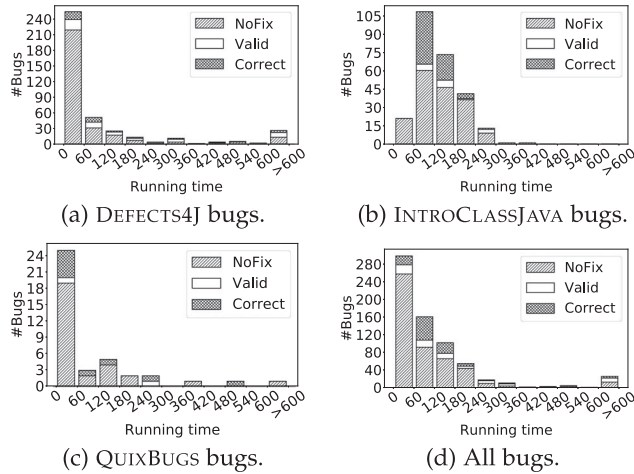 240
210
180
150
120
90
60
30
0
#Bugs
NoFix
Valid
Correct
0 60 120 180 240 300 360 420 480 540 600 >600
Running time
(a) DEFECTS4J bugs.
105
90
75
60
45
30
15
0
#Bugs
NoFix
Valid
Correct
0 60 120 180 240 300 360 420 480 540 600 >600
Running time
(b) INTROCLASSJAVA bugs.
24
21
18
15
12
9
6
3
0
#Bugs
NoFix
Valid
Correct
0 60 120 180 240 300 360 420 480 540 600 >600
Running time
(c) QUIXBUGS bugs.
280
240
200
160
120
80
40
0
#Bugs
NoFix
Valid
Correct
0 60 120 180 240 300 360 420 480 540 600 >600
Running time
(d) All bugs.